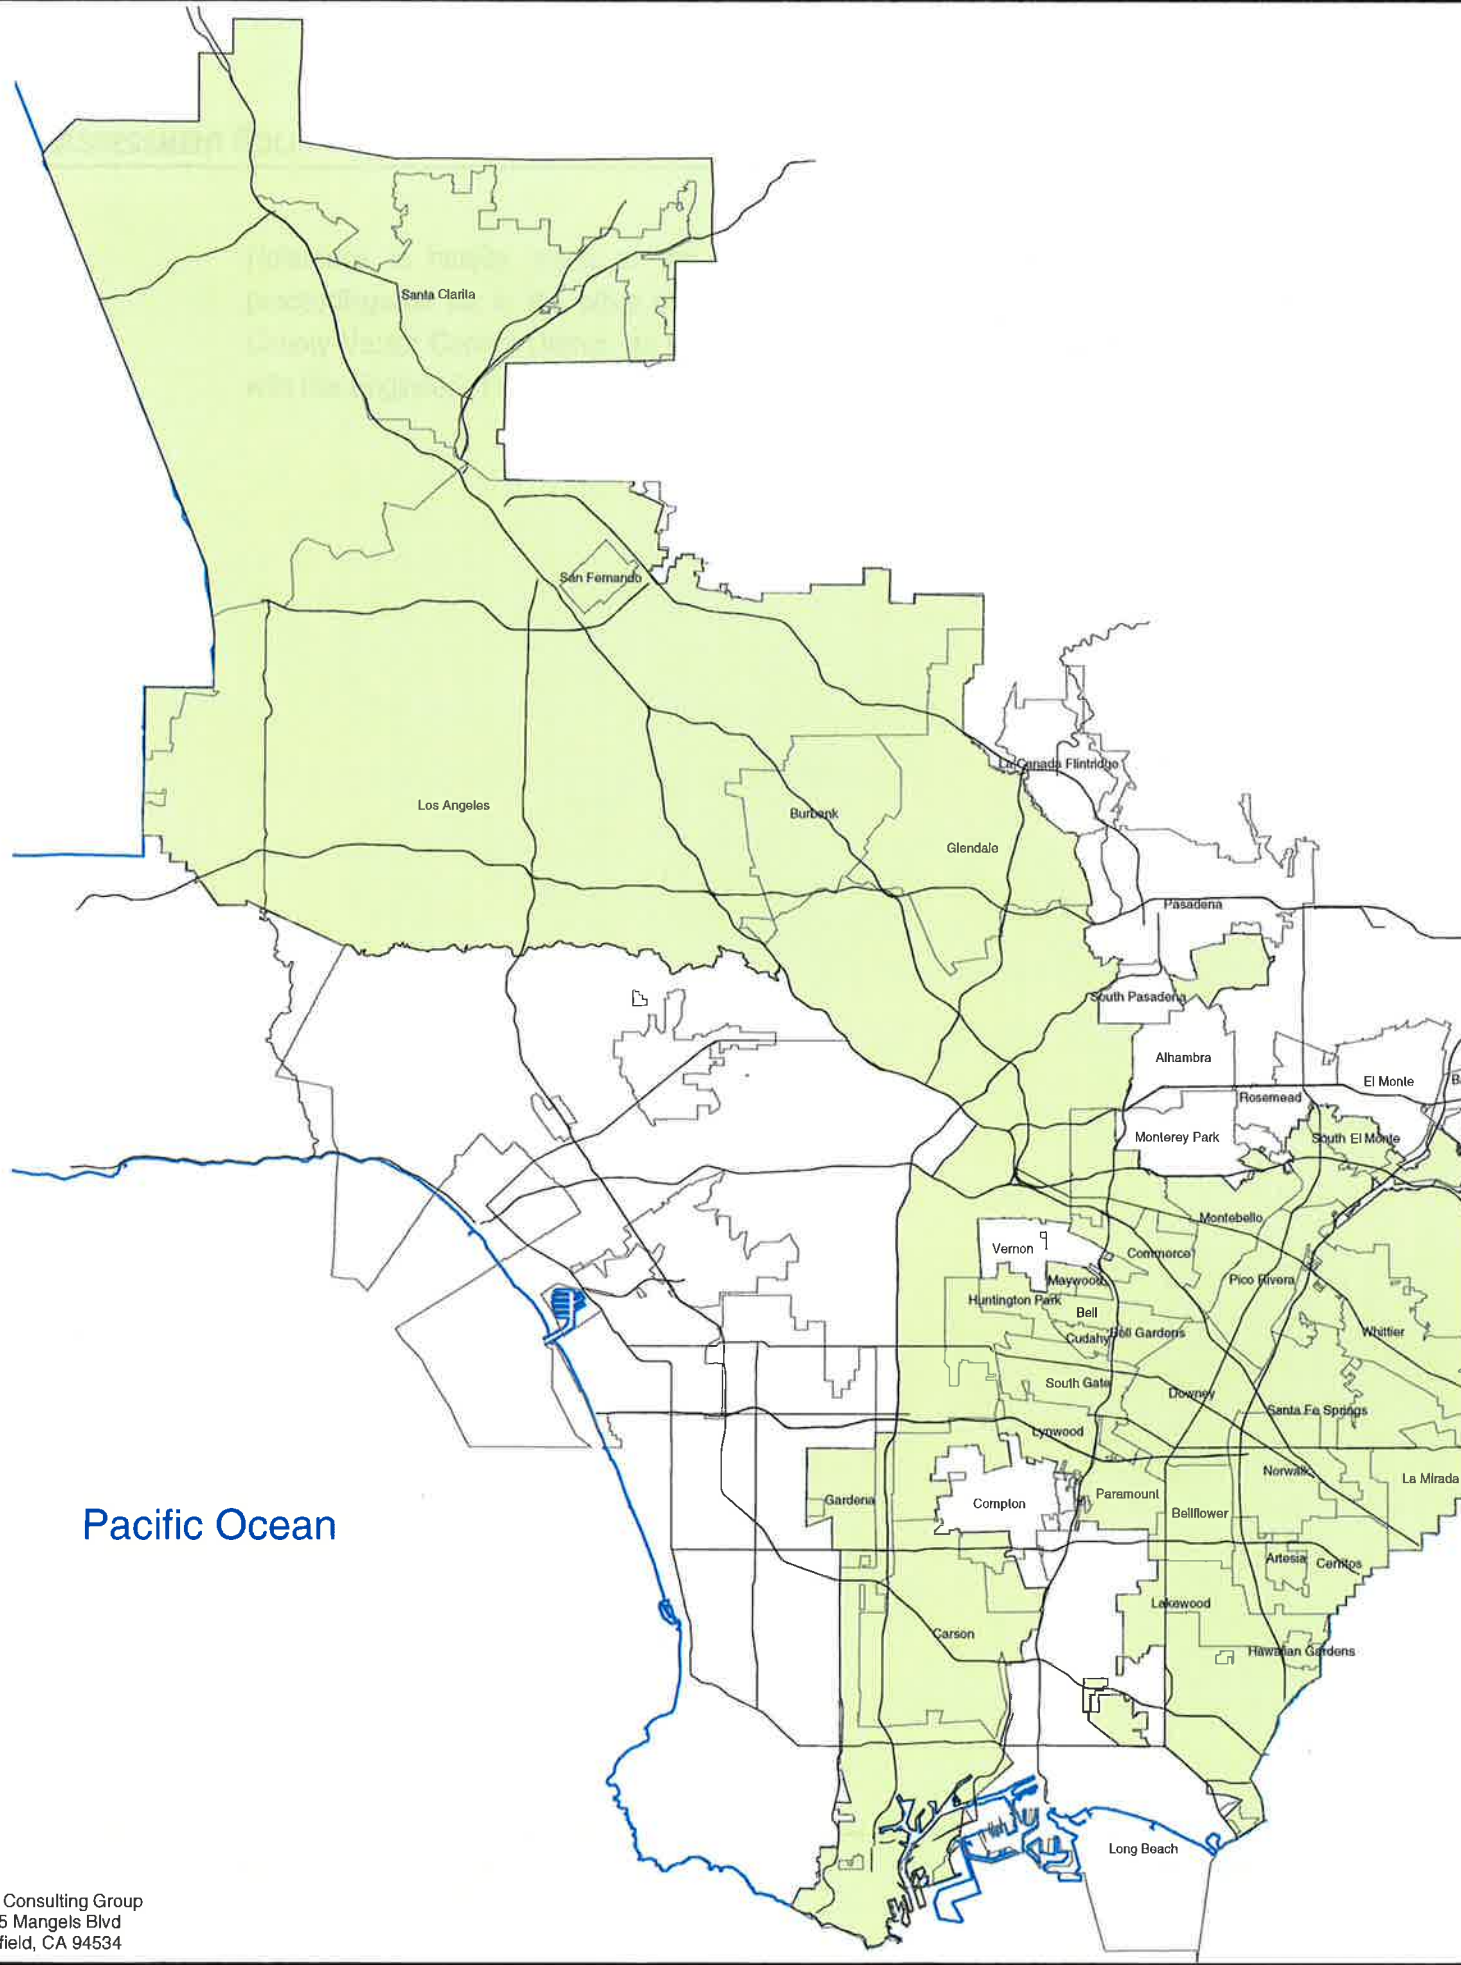 Santa Clarita
San Fernando
La Canada Flintridge
Los Angeles
Burbank
Glendale
Pasadena
South Pasadena
Alhambra
El Monte
Rosemead
Monterey Park
South El Monte
Montebello
Vernon
Commerce
Maywood
Pico Rivera
Huntington Park
Bell
Cudahy
Bell Gardens
Whittier
South Gate
Downey
Santa Fe Springs
Lynwood
Norwalk
La Mirada
Paramount
Gardena
Compton
Bellflower
Pacific Ocean
Artesia
Cerritos
Lakewood
Carson
Hawaiian Gardens
Long Beach
Consulting Group
5 Mangels Blvd
field, CA 94534